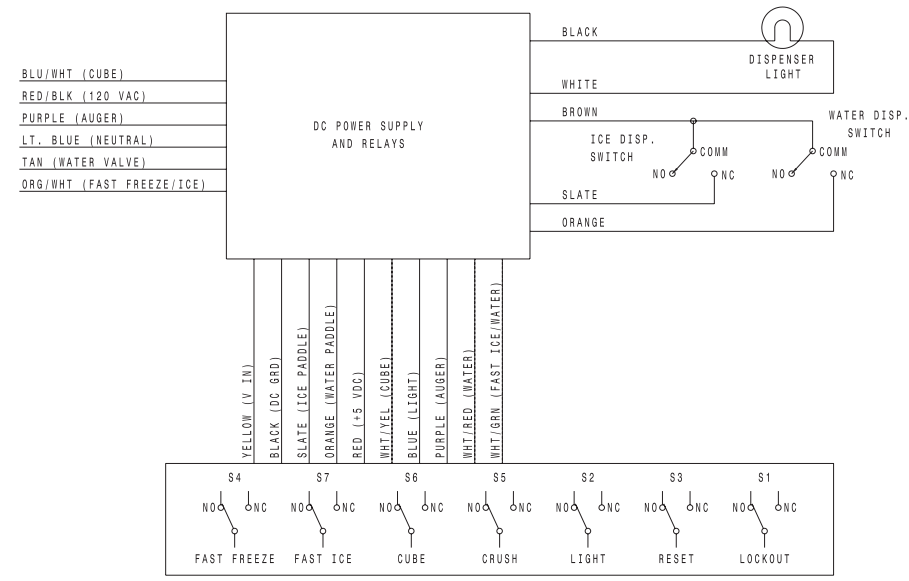 BLACK
DISPENSER
LIGHT
BLU/WHT (CUBE)
RED/BLK (120 VAC)
WHITE
PURPLE (AUGER)
BROWN
WATER DISP.
SWITCH
DC POWER SUPPLY
AND RELAYS
LT. BLUE (NEUTRAL)
ICE DISP.
SWITCH
COMM
COMM
TAN (WATER VALVE)
NO
NC
NO
NC
ORG/WHT (FAST FREEZE/ICE)
SLATE
ORANGE
YELLOW (V IN)
BLACK (DC GRD)
SLATE (ICE PADDLE)
ORANGE (WATER PADDLE)
RED (+5 VDC)
WHT/YEL (CUBE)
BLUE (LIGHT)
PURPLE (AUGER)
WHT/RED (WATER)
WHT/GRN (FAST ICE/WATER)
S4 S7 S6 S5 S2 S3 S1
NO NC NO NC NO NC NO NC NO NC NO NC NO NC
FAST FREEZE FAST ICE CUBE CRUSH LIGHT RESET LOCKOUT